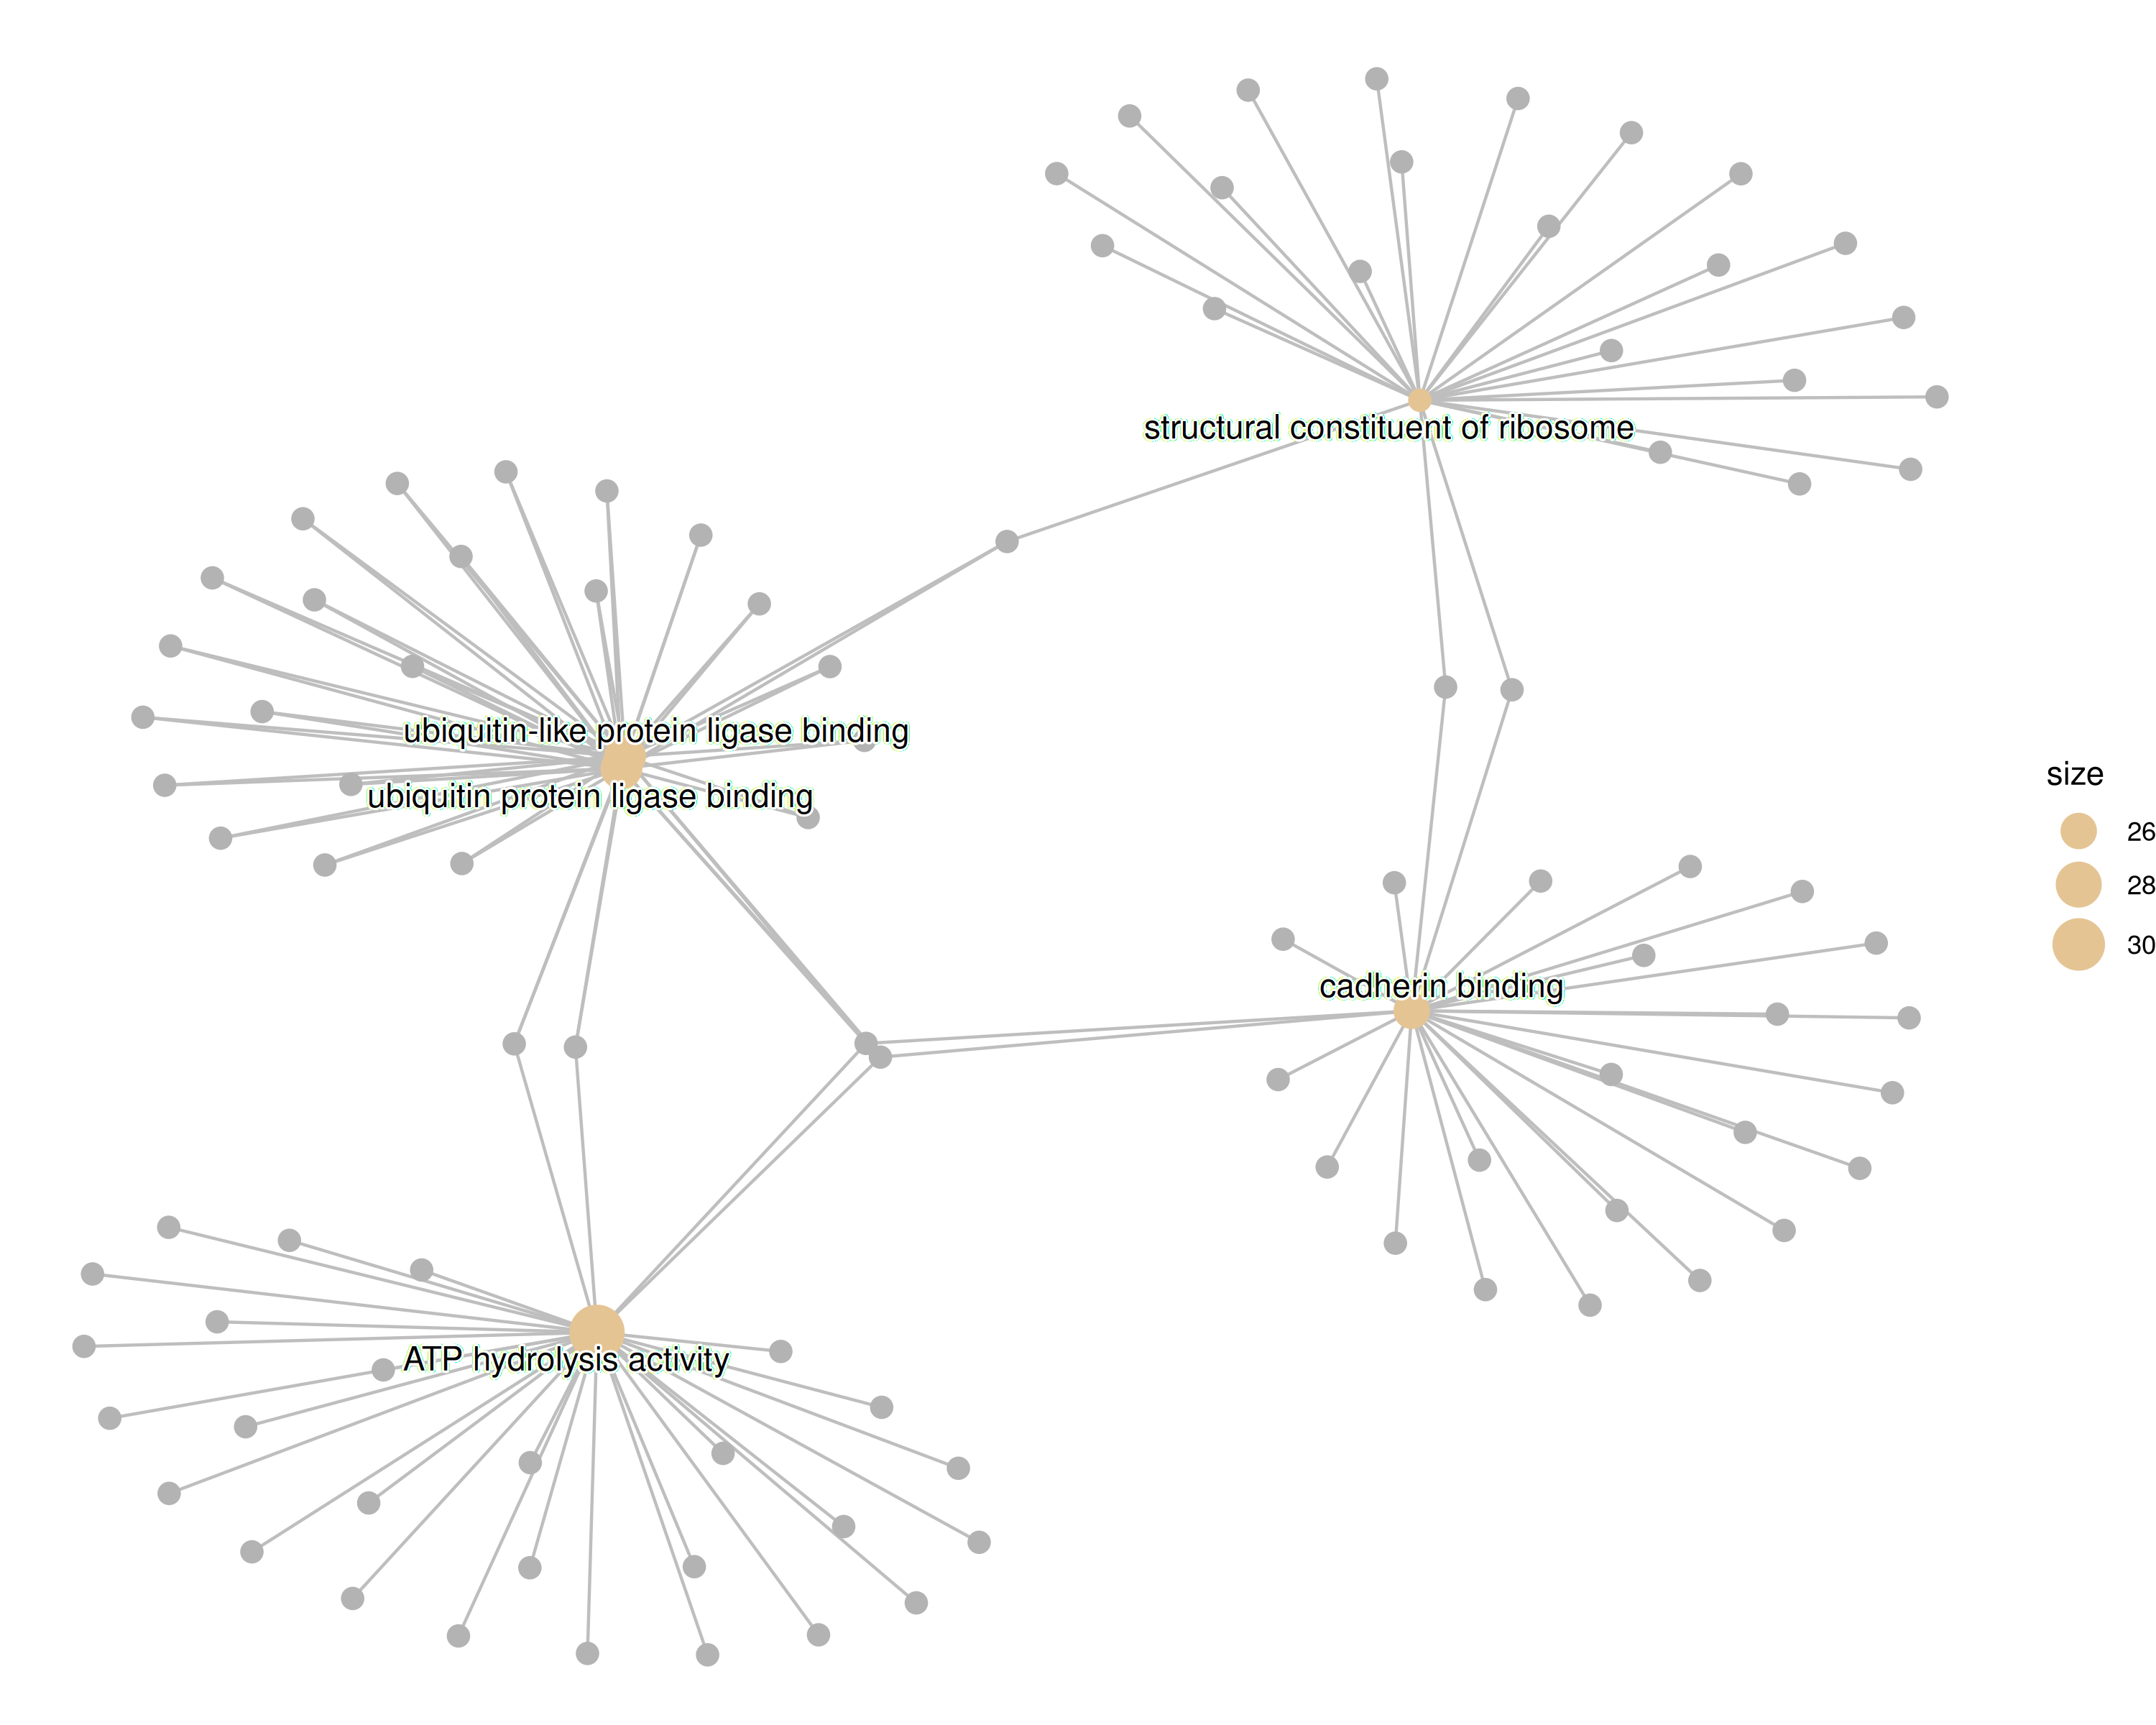 structural constituent of ribosome
ubiquitin-like protein ligase binding
ubiquitin protein ligase binding
cadherin binding
ATP hydrolysis activity
size
26
28
30